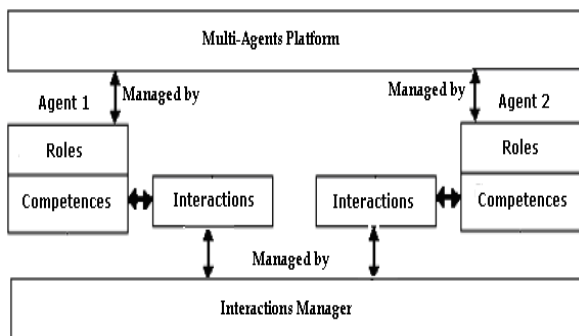 Multi-Agents Platform
Managed by
Managed by
Agent 1
Agent 2
Roles
Roles
Competences
Interactions
Interactions
Competences
Managed by
Interactions Manager